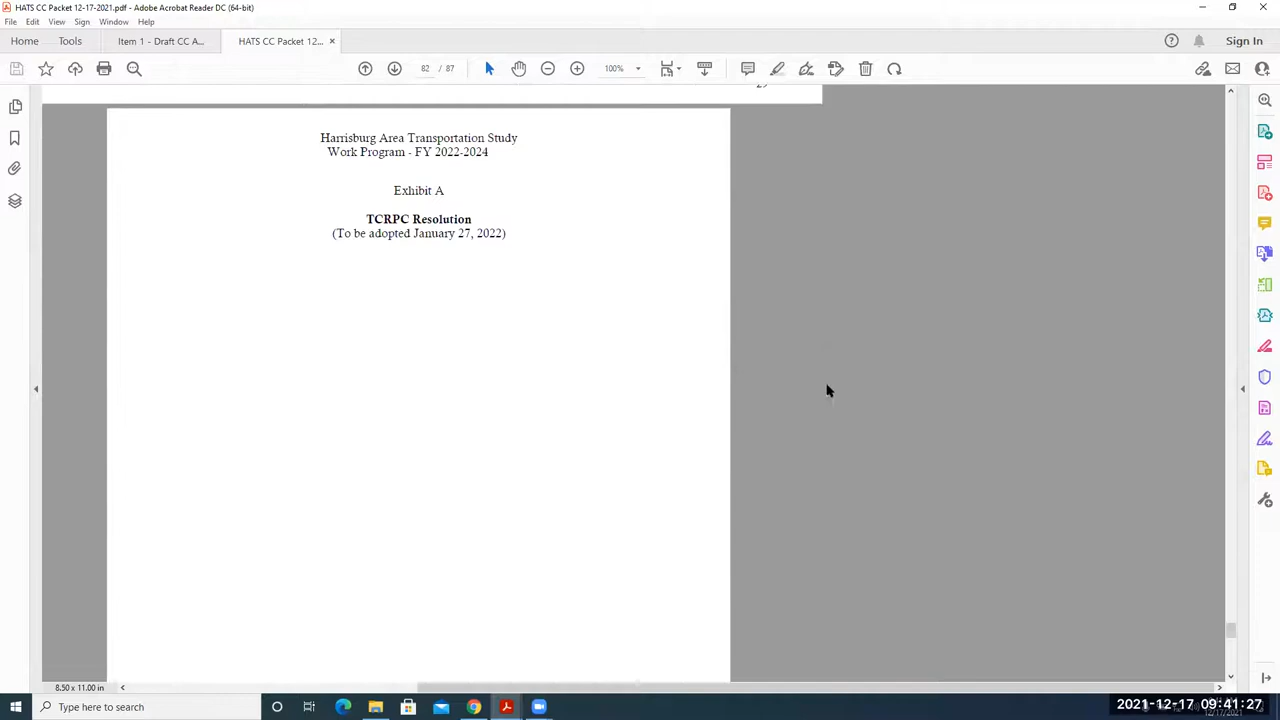 HATS CC Packet 12-17-2021.pdf - Adobe Acrobat Reader DC (64-bit)
File Edit View Sign Window Help
Home Tools Item 1 - Draft CC A... HATS CC Packet 12... × Sign In
82 / 87 100%
Harrisburg Area Transportation Study
Work Program - FY 2022-2024
Exhibit A
TCRPC Resolution
(To be adopted January 27, 2022)
8.50 x 11.00 in
Type here to search
2021-12-17 09:41:27